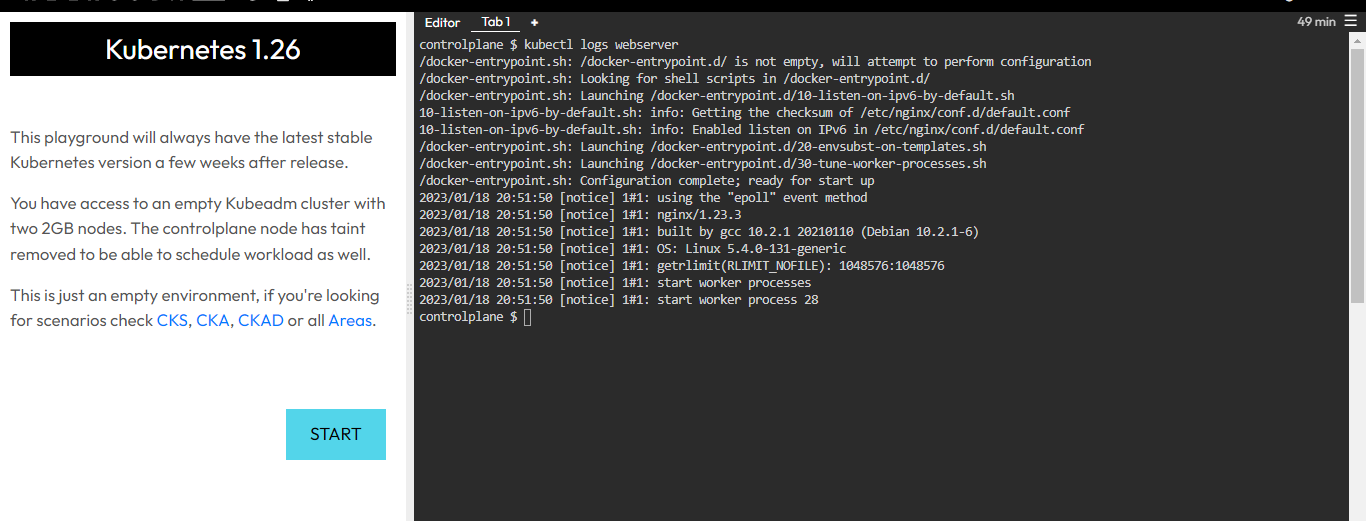 Kubernetes 1.26
This playground will always have the latest stable
Kubernetes version a few weeks after release.
You have access to an empty Kubeadm cluster with
two 2GB nodes. The controlplane node has taint
removed to be able to schedule workload as well.
This is just an empty environment, if you're looking
for scenarios check CKS, CKA, CKAD or all Areas.
START
Editor Tab 1 + 49 min
controlplane $ kubectl logs webserver
/docker-entrypoint.sh: /docker-entrypoint.d/ is not empty, will attempt to perform configuration
/docker-entrypoint.sh: Looking for shell scripts in /docker-entrypoint.d/
/docker-entrypoint.sh: Launching /docker-entrypoint.d/10-listen-on-ipv6-by-default.sh
10-listen-on-ipv6-by-default.sh: info: Getting the checksum of /etc/nginx/conf.d/default.conf
10-listen-on-ipv6-by-default.sh: info: Enabled listen on IPv6 in /etc/nginx/conf.d/default.conf
/docker-entrypoint.sh: Launching /docker-entrypoint.d/20-envsubst-on-templates.sh
/docker-entrypoint.sh: Launching /docker-entrypoint.d/30-tune-worker-processes.sh
/docker-entrypoint.sh: Configuration complete; ready for start up
2023/01/18 20:51:50 [notice] 1#1: using the "epoll" event method
2023/01/18 20:51:50 [notice] 1#1: nginx/1.23.3
2023/01/18 20:51:50 [notice] 1#1: built by gcc 10.2.1 20210110 (Debian 10.2.1-6)
2023/01/18 20:51:50 [notice] 1#1: OS: Linux 5.4.0-131-generic
2023/01/18 20:51:50 [notice] 1#1: getrlimit(RLIMIT_NOFILE): 1048576:1048576
2023/01/18 20:51:50 [notice] 1#1: start worker processes
2023/01/18 20:51:50 [notice] 1#1: start worker process 28
controlplane $